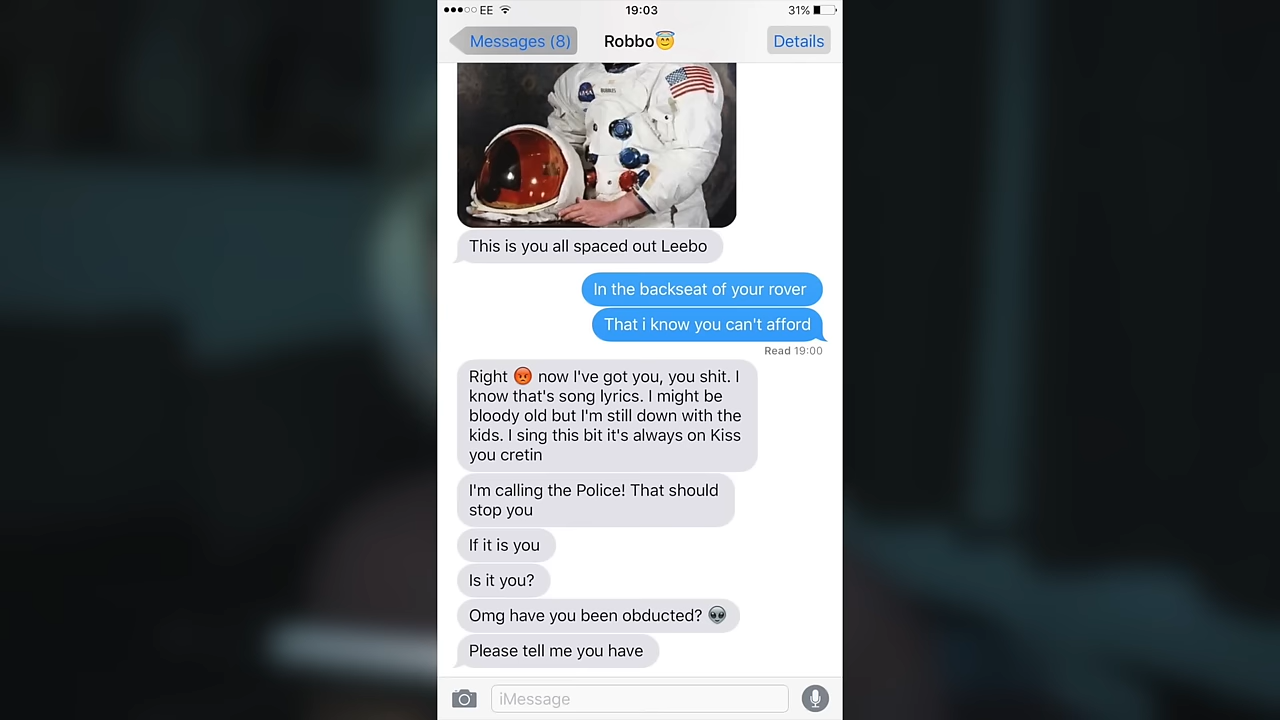 EE 19:03 31%
Messages (8) Robbo😇 Details
This is you all spaced out Leebo
In the backseat of your rover
That i know you can't afford
Read 19:00
Right 😡 now I've got you, you shit. I
know that's song lyrics. I might be
bloody old but I'm still down with the
kids. I sing this bit it's always on Kiss
you cretin
I'm calling the Police! That should
stop you
If it is you
Is it you?
Omg have you been obducted? 👽
Please tell me you have
iMessage